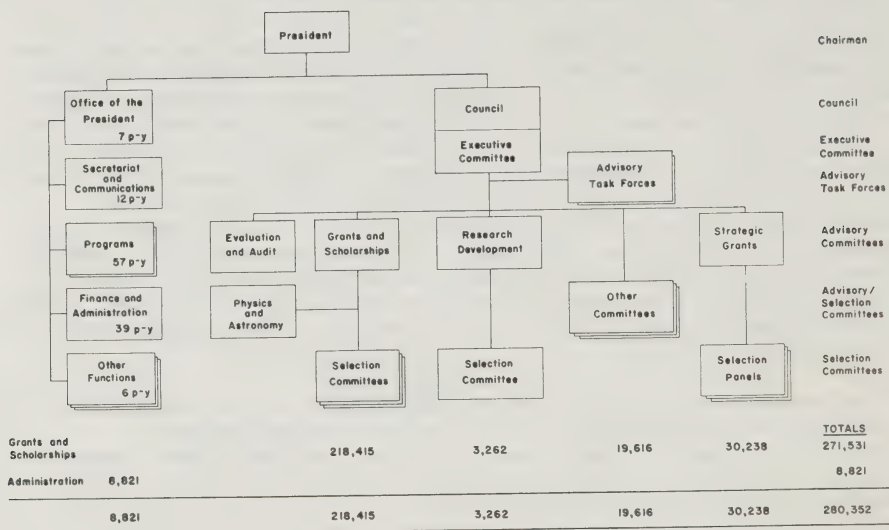 President
Chairman
Office of the
President
7 p-y
Council
Council
Executive
Committee
Executive
Committee
Secretariat
and
Communications
12 p-y
Advisory
Task Forces
Advisory
Task Forces
Programs
57 p-y
Evaluation
and Audit
Grants and
Scholarships
Research
Development
Strategic
Grants
Advisory
Committees
Finance and
Administration
39 p-y
Physics
and
Astronomy
Other
Committees
Advisory /
Selection
Committees
Other
Functions
6 p-y
Selection
Committees
Selection
Committee
Selection
Panels
Selection
Committees
TOTALS
Grants and
Scholarships 218,415 3,262 19,616 30,238 271,531
Administration 8,821 8,821
8,821 218,415 3,262 19,616 30,238 280,352